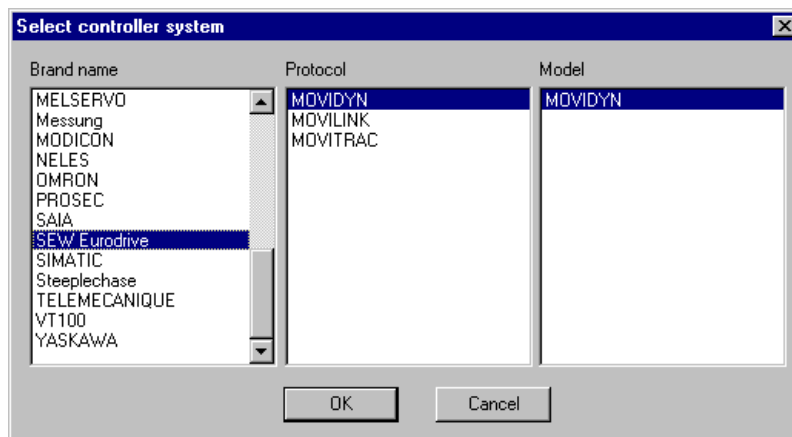 Select controller system
Brand name
Protocol
Model
MELSERVO
Messung
MODICON
NELES
OMRON
PROSEC
SAIA
SEW Eurodrive
SIMATIC
Steeplechase
TELEMECANIQUE
VT100
YASKAWA
MOVIDYN
MOVILINK
MOVITRAC
MOVIDYN
OK
Cancel